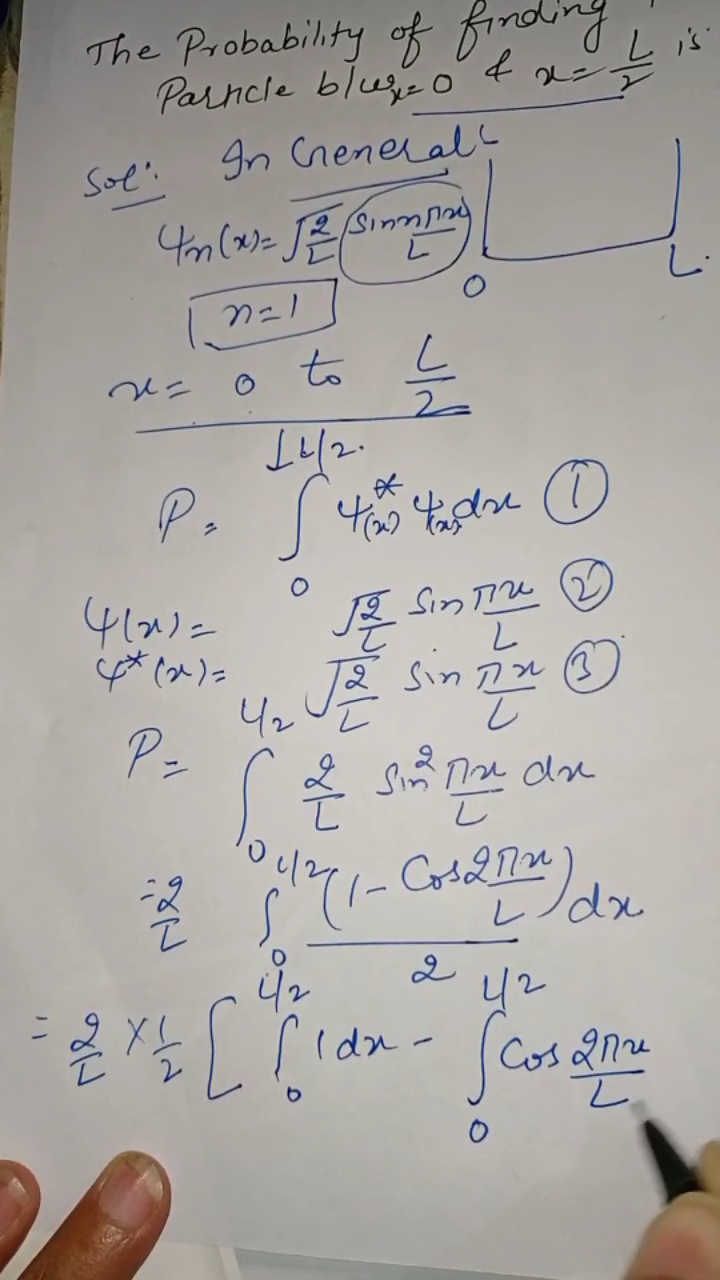 The Probability of finding
Particle b/w x=0 & x= L/2 is
Sol: In General
Ψn(x)= √2/L sin nπx/L
0 L
n=1
x= 0 to L/2
L/2
P= ∫0 Ψ*(x) Ψ(x) dx ①
Ψ(x)= √2/L sin πx/L ②
Ψ*(x)= √2/L sin πx/L ③
P= ∫0^L/2 2/L sin² πx/L dx
=2/L ∫0^L/2 (1- Cos 2πx/L)/2 dx
= 2/L × 1/2 [ ∫0^L/2 1dx - ∫0^L/2 Cos 2πx/L